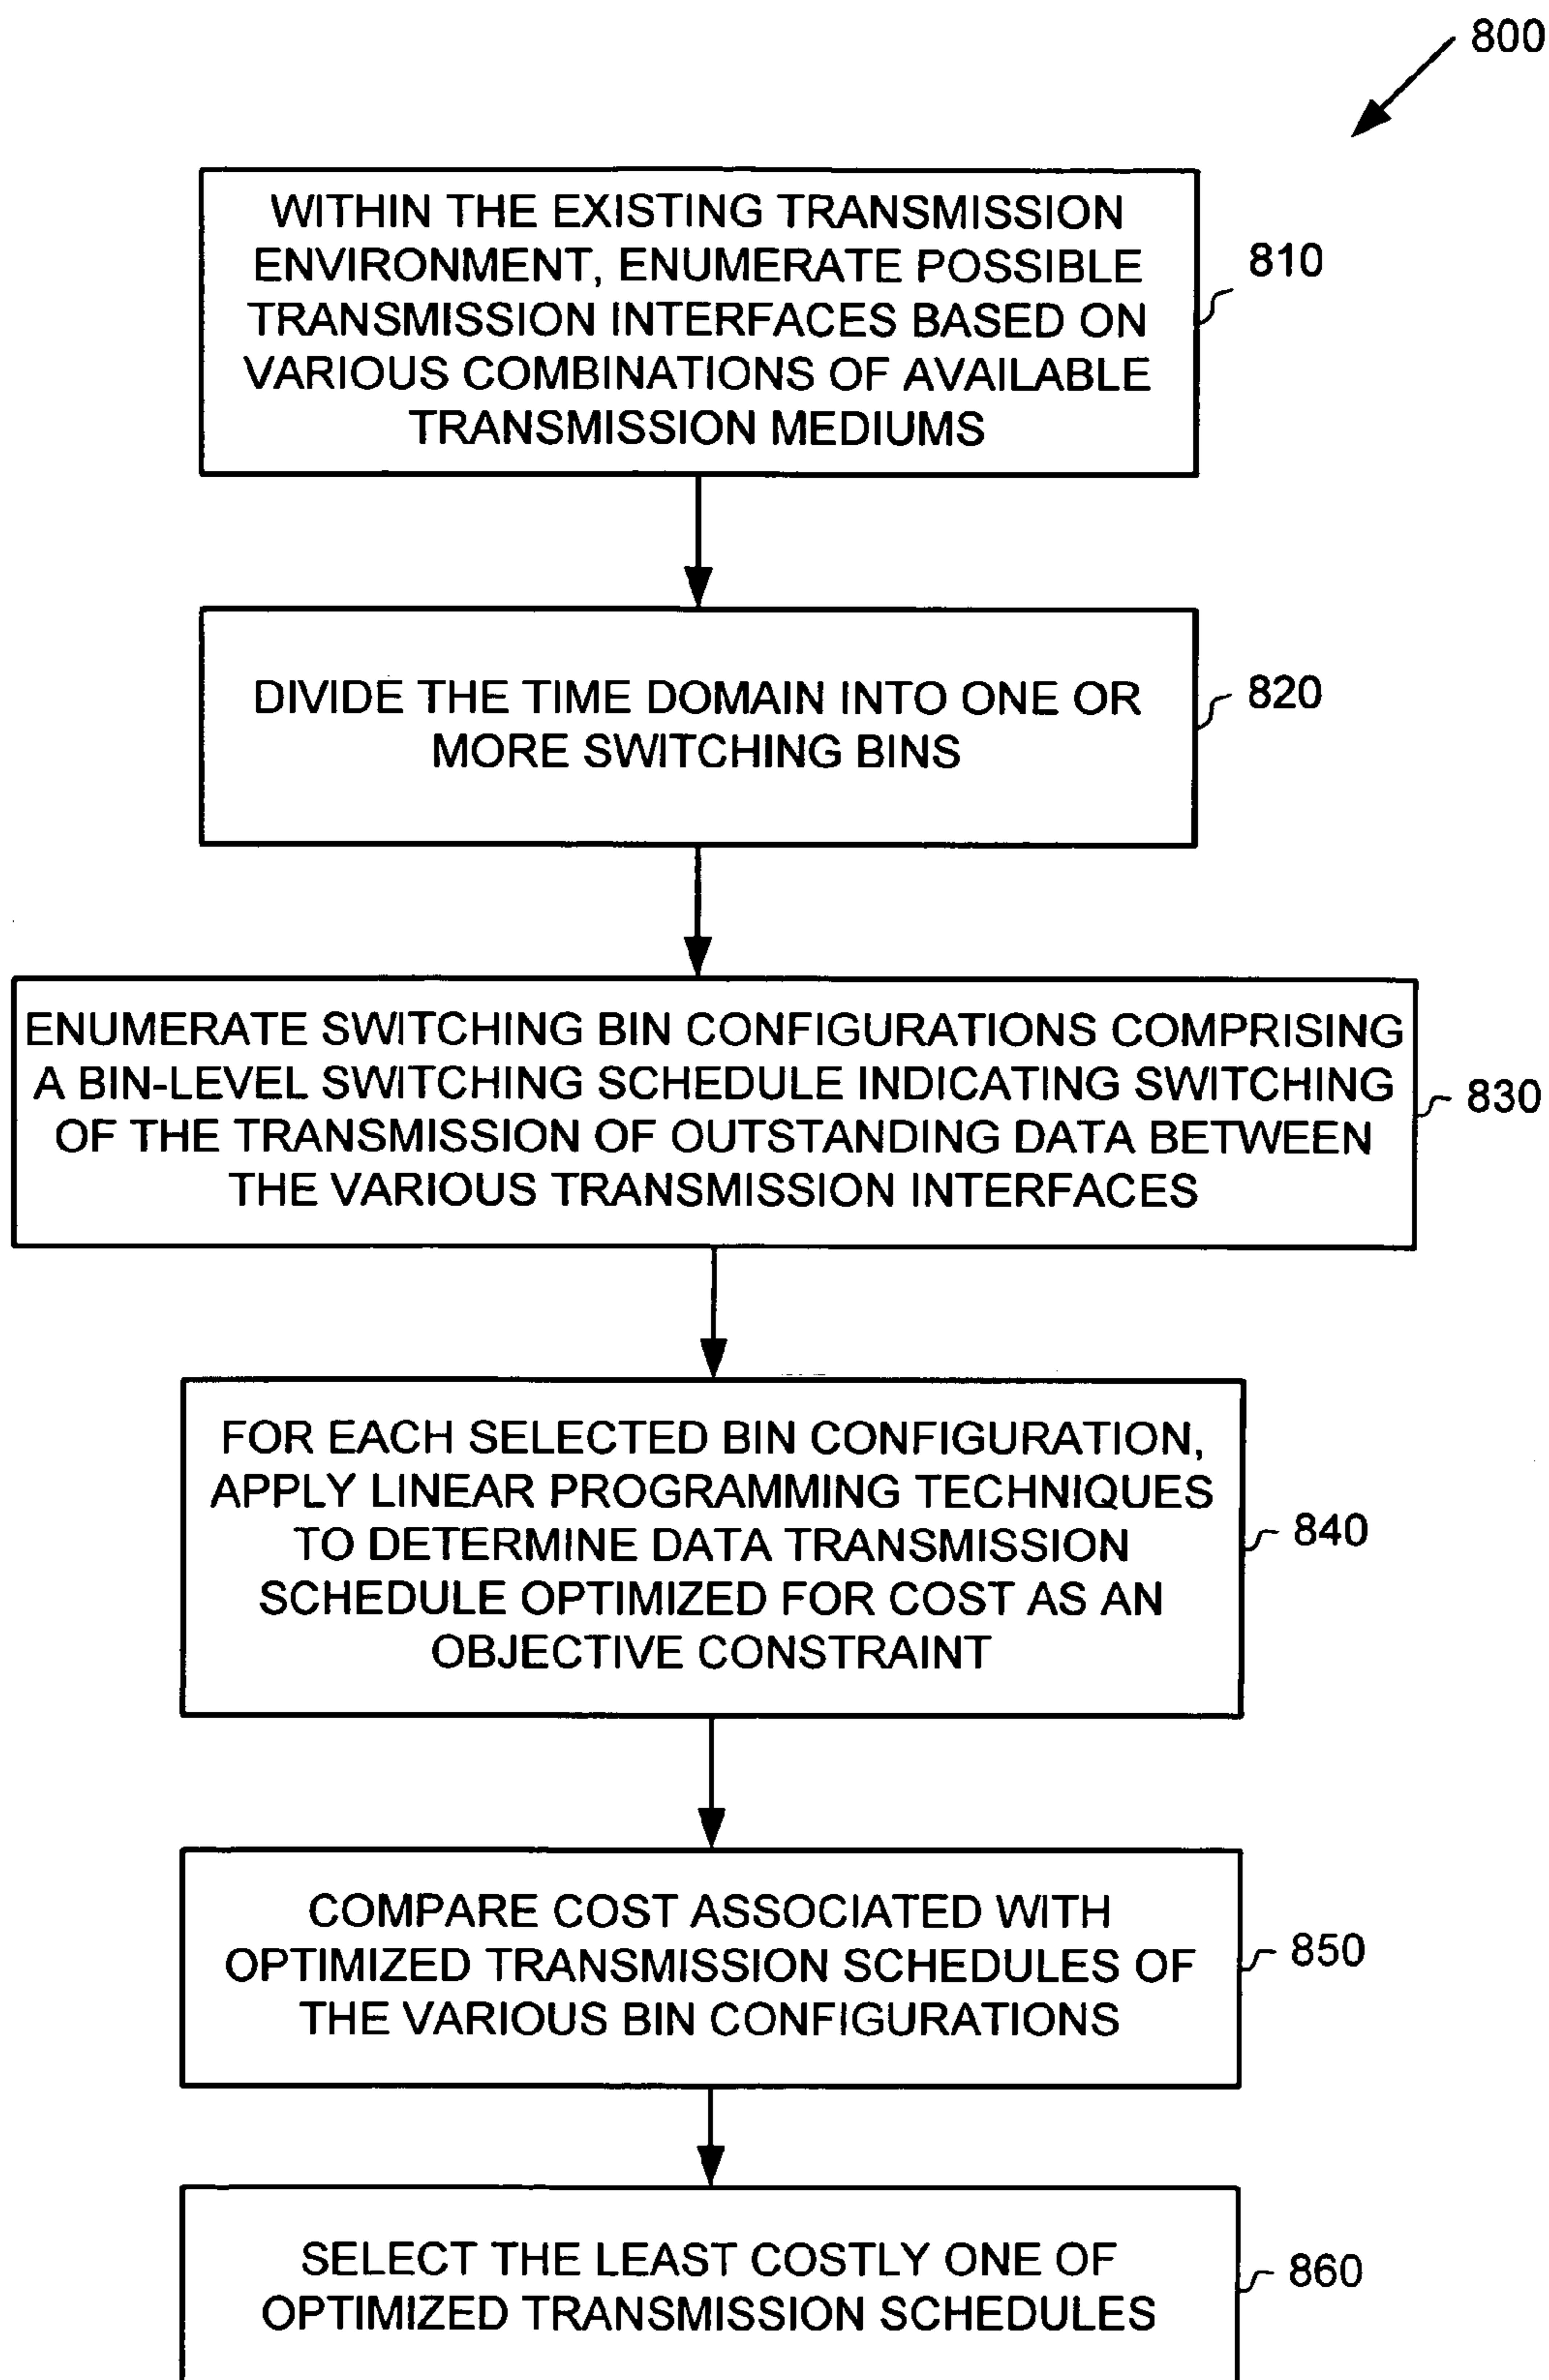 800
WITHIN THE EXISTING TRANSMISSION
ENVIRONMENT, ENUMERATE POSSIBLE
TRANSMISSION INTERFACES BASED ON
VARIOUS COMBINATIONS OF AVAILABLE
TRANSMISSION MEDIUMS
810
DIVIDE THE TIME DOMAIN INTO ONE OR
MORE SWITCHING BINS
820
ENUMERATE SWITCHING BIN CONFIGURATIONS COMPRISING
A BIN-LEVEL SWITCHING SCHEDULE INDICATING SWITCHING
OF THE TRANSMISSION OF OUTSTANDING DATA BETWEEN
THE VARIOUS TRANSMISSION INTERFACES
830
FOR EACH SELECTED BIN CONFIGURATION,
APPLY LINEAR PROGRAMMING TECHNIQUES
TO DETERMINE DATA TRANSMISSION
SCHEDULE OPTIMIZED FOR COST AS AN
OBJECTIVE CONSTRAINT
840
COMPARE COST ASSOCIATED WITH
OPTIMIZED TRANSMISSION SCHEDULES OF
THE VARIOUS BIN CONFIGURATIONS
850
SELECT THE LEAST COSTLY ONE OF
OPTIMIZED TRANSMISSION SCHEDULES
860